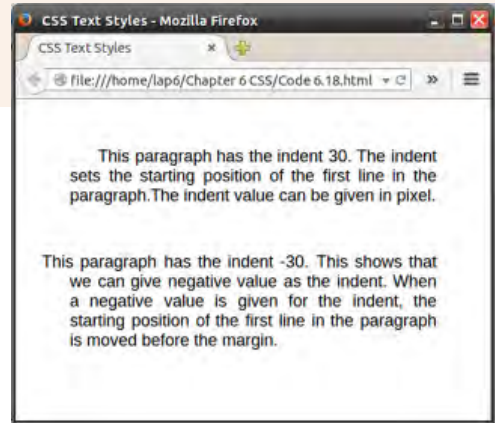 CSS Text Styles - Mozilla Firefox
CSS Text Styles
file:///home/lap6/Chapter 6 CSS/Code 6.18.html
This paragraph has the indent 30. The indent
sets the starting position of the first line in the
paragraph.The indent value can be given in pixel.
This paragraph has the indent -30. This shows that
we can give negative value as the indent. When
a negative value is given for the indent, the
starting position of the first line in the paragraph
is moved before the margin.